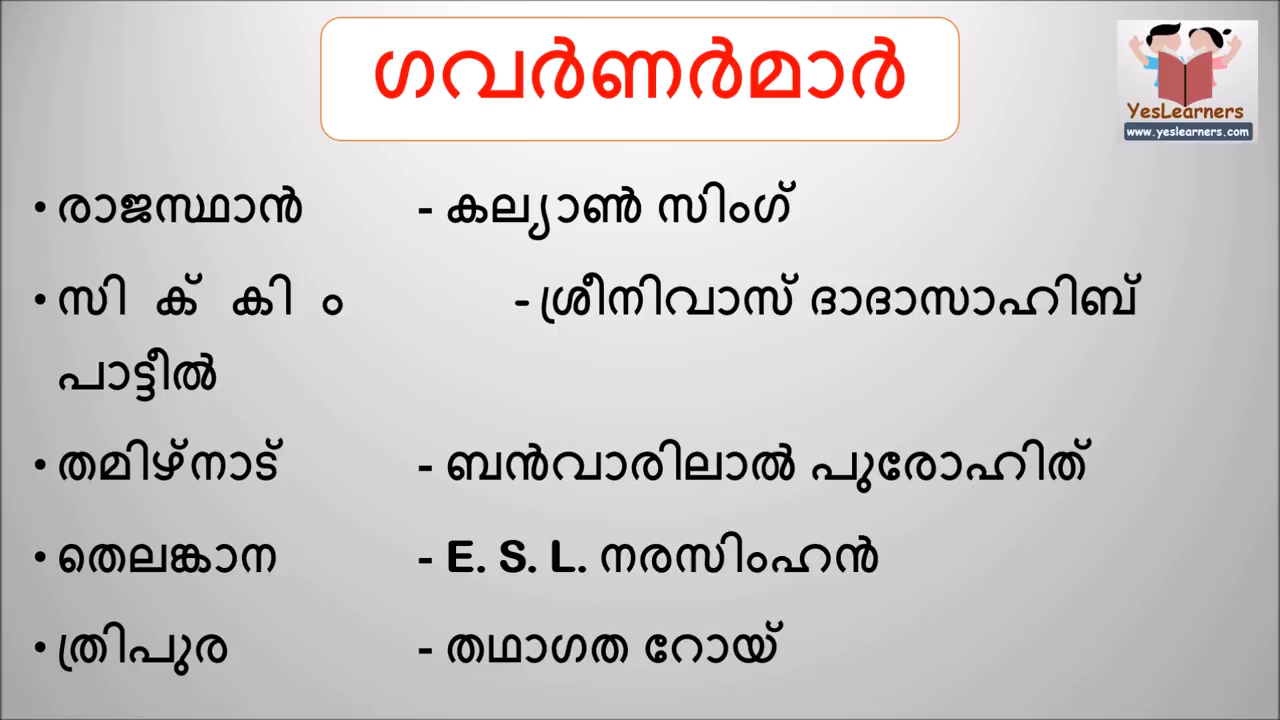 ഗവർണർമാർ
YesLearners
www.yeslearners.com
• രാജസ്ഥാൻ - കല്യാൺ സിംഗ്
• സി ക് കി ം - ശ്രീനിവാസ് ദാദാസാഹിബ്
പാട്ടീൽ
• തമിഴ്നാട് - ബൻവാരിലാൽ പുരോഹിത്
• തെലങ്കാന - E. S. L. നരസിംഹൻ
• ത്രിപുര - തഥാഗത റോയ്